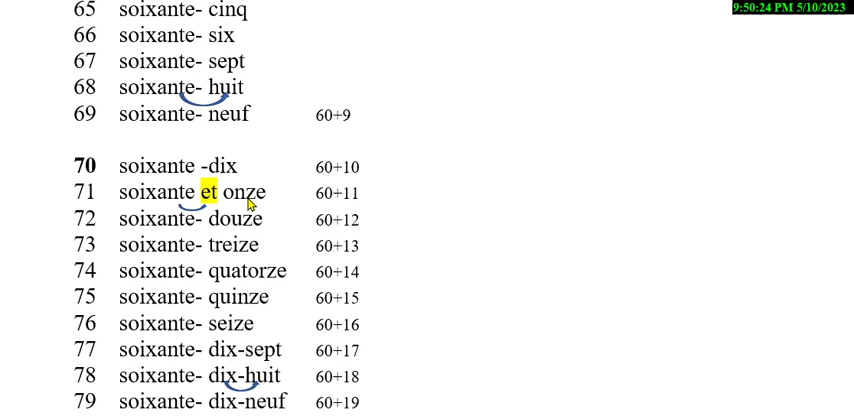 9:50:24 PM 5/10/2023
65 soixante- cinq
66 soixante- six
67 soixante- sept
68 soixante- huit
69 soixante- neuf 60+9
70 soixante -dix 60+10
71 soixante et onze 60+11
72 soixante- douze 60+12
73 soixante- treize 60+13
74 soixante- quatorze 60+14
75 soixante- quinze 60+15
76 soixante- seize 60+16
77 soixante- dix-sept 60+17
78 soixante- dix-huit 60+18
79 soixante- dix-neuf 60+19